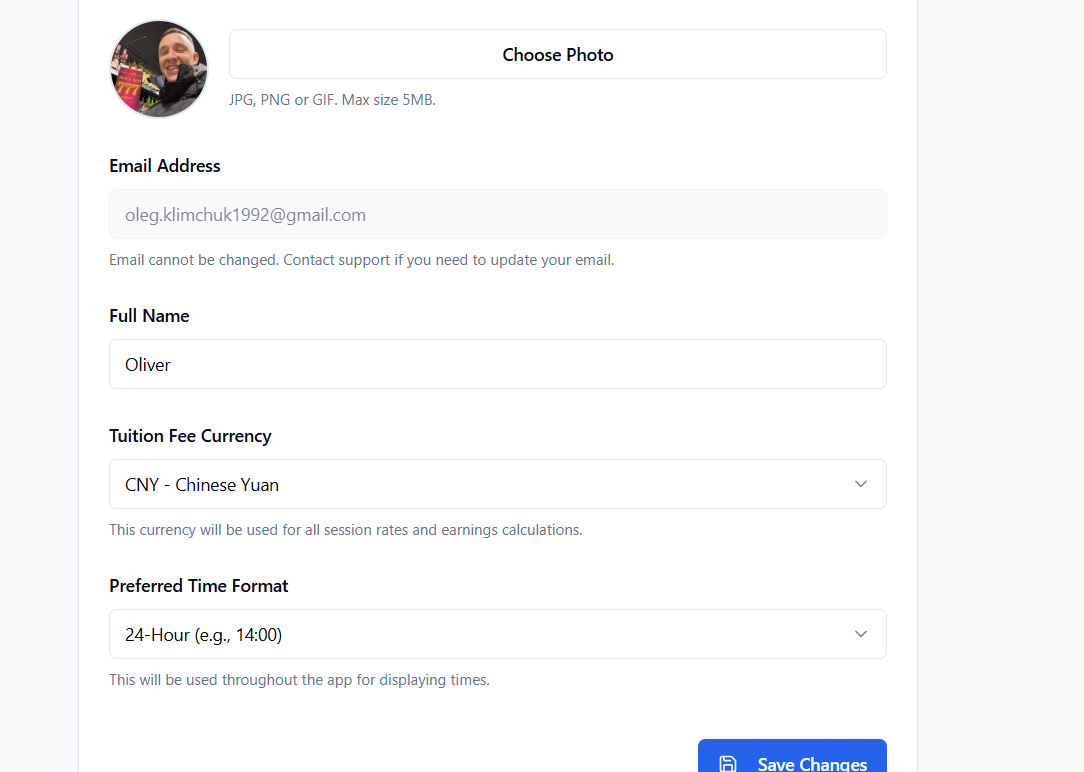 777
Choose Photo
JPG, PNG or GIF. Max size 5MB.
Email Address
oleg.klimchuk1992@gmail.com
Email cannot be changed. Contact support if you need to update your email.
Full Name
Oliver
Tuition Fee Currency
CNY - Chinese Yuan
This currency will be used for all session rates and earnings calculations.
Preferred Time Format
24-Hour (e.g., 14:00)
This will be used throughout the app for displaying times.
Save Changes